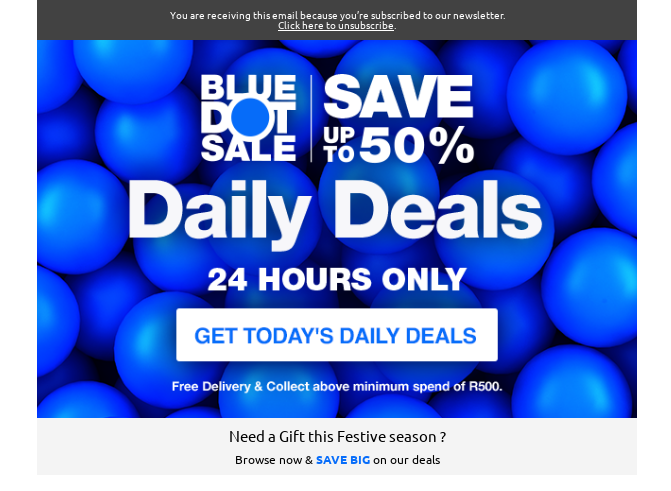 You are receiving this email because you're subscribed to our newsletter.
Click here to unsubscribe.
BLUE
DOT
SALE
SAVE
UP TO 50%
Daily Deals
24 HOURS ONLY
GET TODAY'S DAILY DEALS
Free Delivery & Collect above minimum spend of R500.
Need a Gift this Festive season ?
Browse now & SAVE BIG on our deals